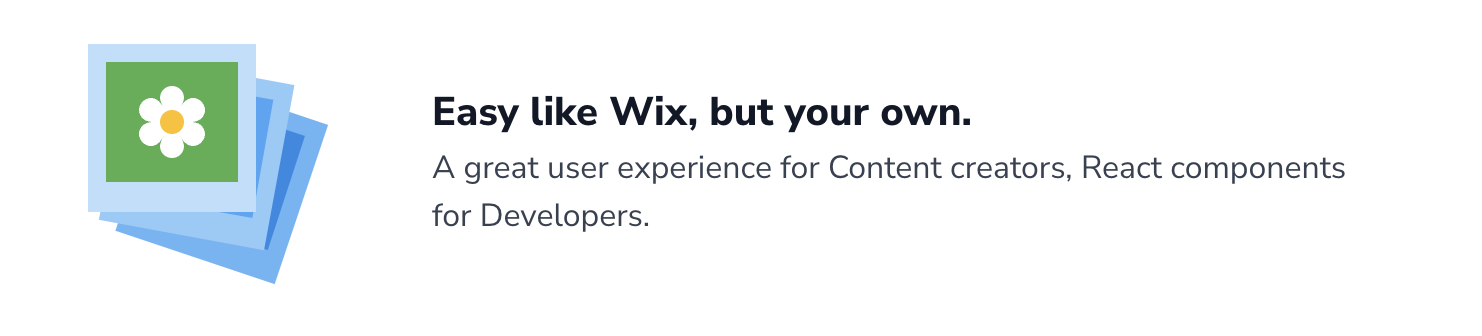 Easy like Wix, but your own.
A great user experience for Content creators, React components
for Developers.